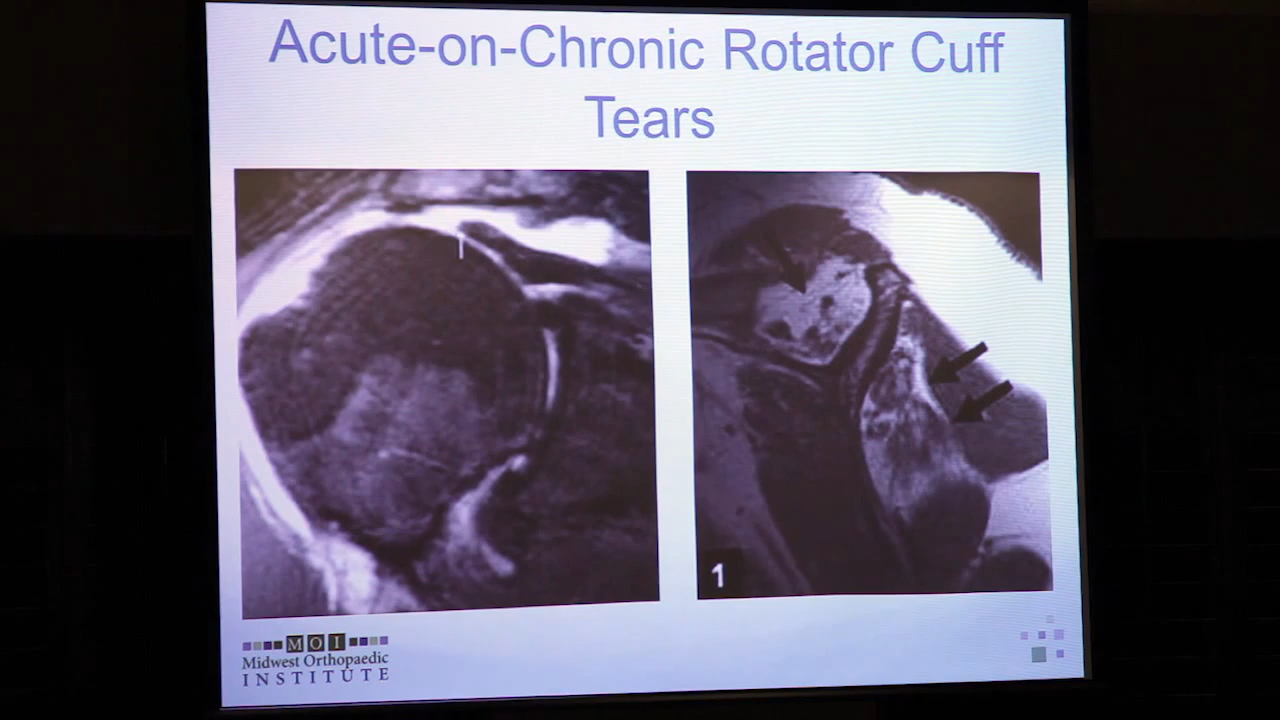 Acute-on-Chronic Rotator Cuff
Tears
1
MOI
Midwest Orthopaedic
INSTITUTE